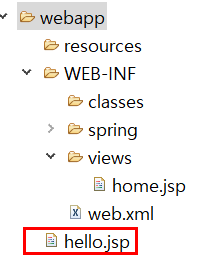 webapp
resources
WEB-INF
classes
spring
views
home.jsp
web.xml
hello.jsp